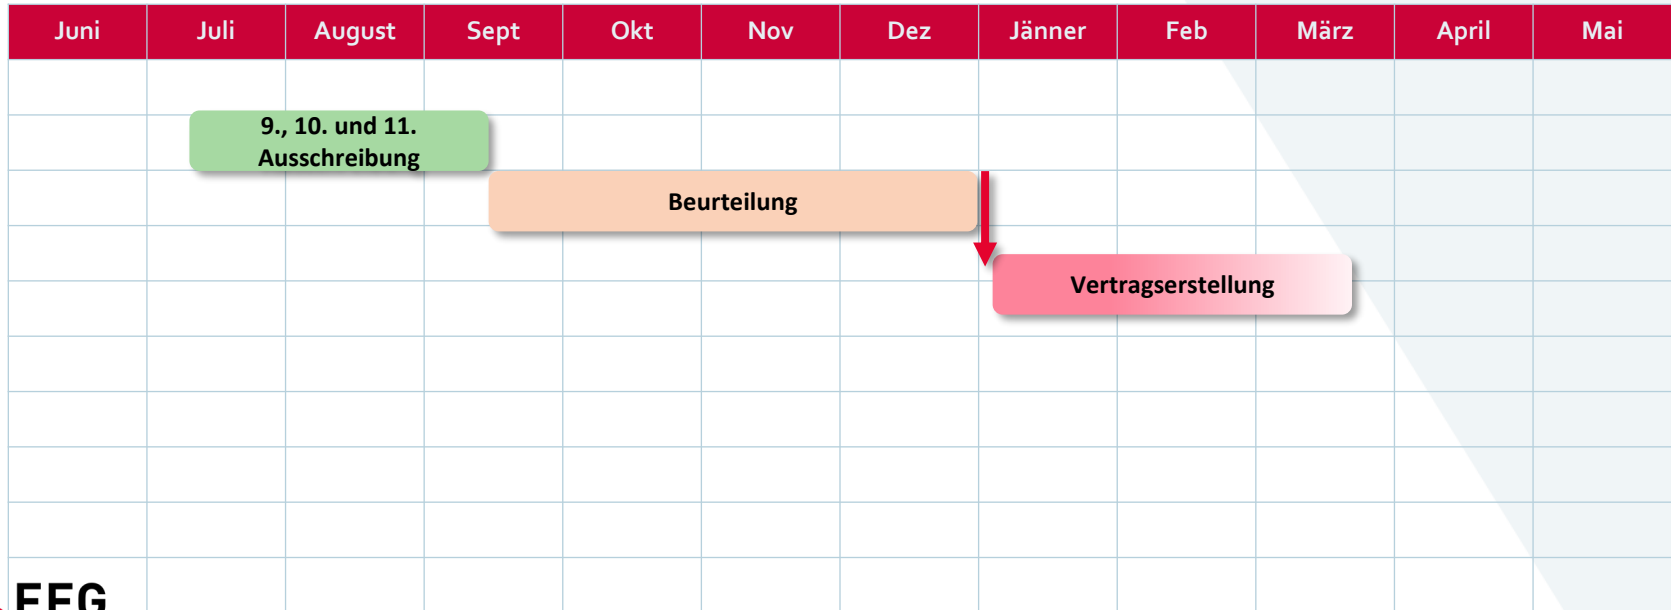 Juni Juli August Sept Okt Nov Dez Jänner Feb März April Mai
9., 10. und 11.
Ausschreibung
Beurteilung
Vertragserstellung
FFG